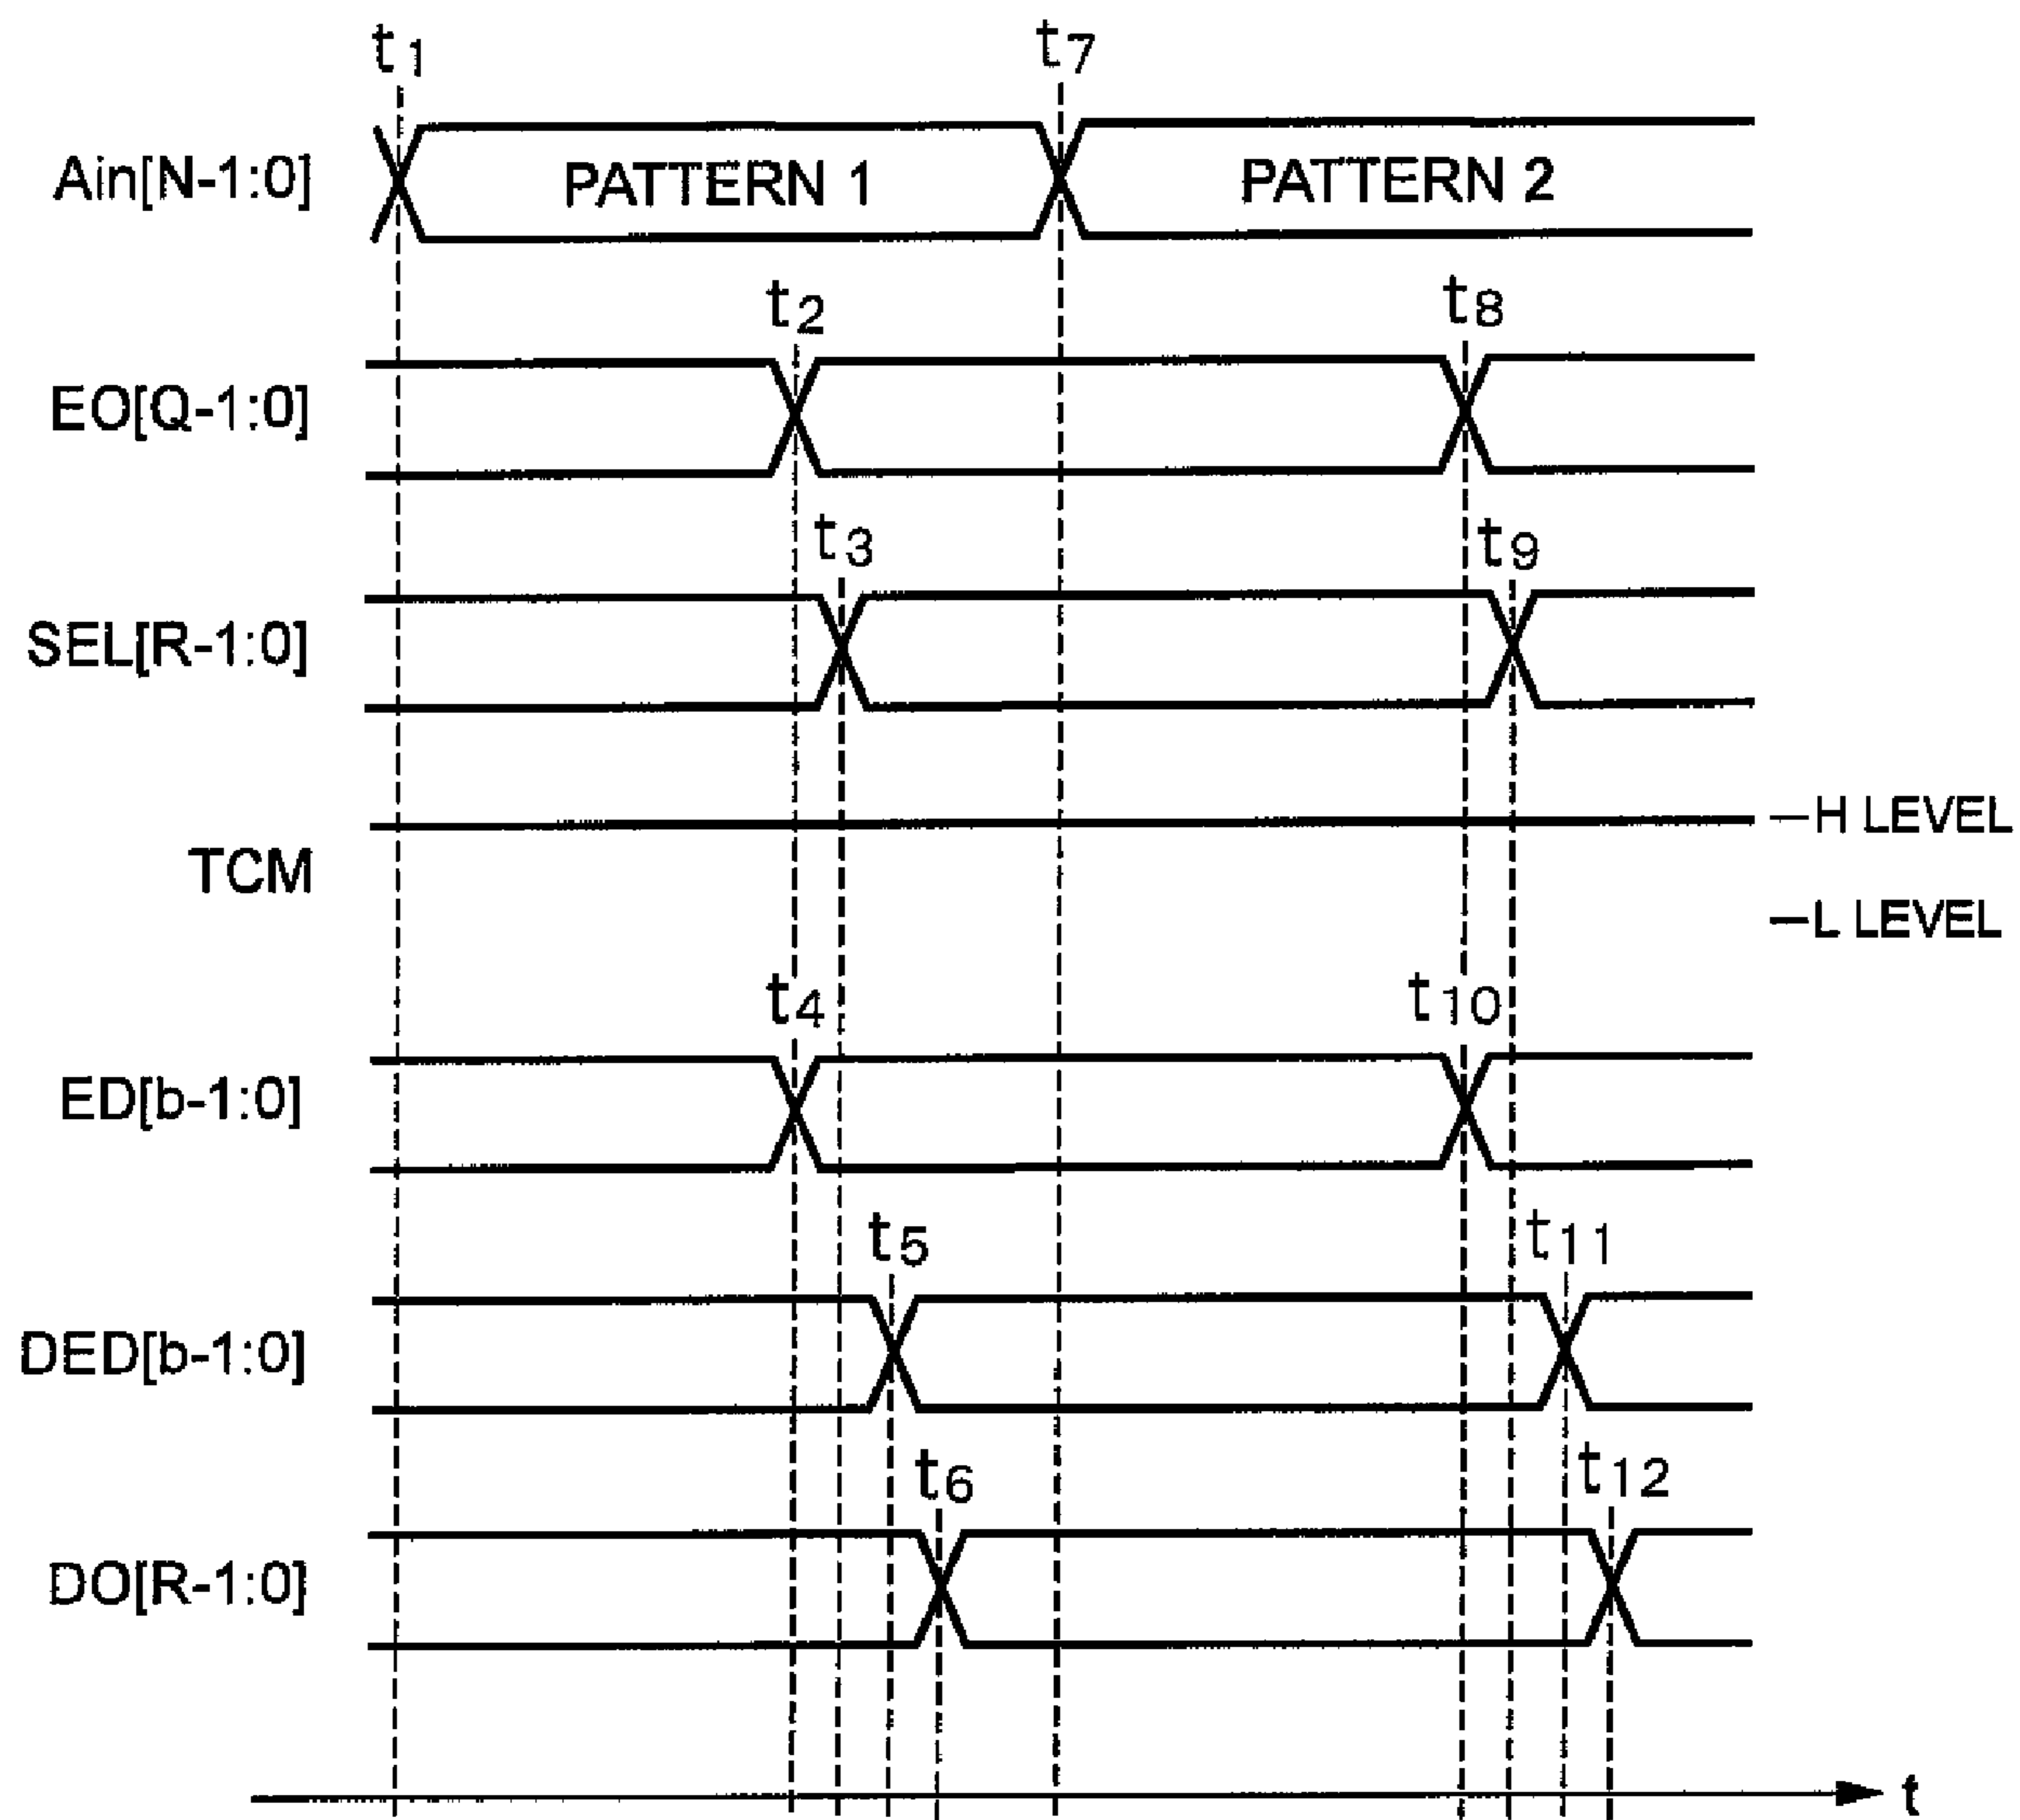 t1 t7
Ain[N-1:0] PATTERN 1 PATTERN 2
t2 t8
EO[Q-1:0]
t3 t9
SEL[R-1:0]
H LEVEL
TCM
L LEVEL
t4 t10
ED[b-1:0]
t5 t11
DED[b-1:0]
t6 t12
DO[R-1:0]
t